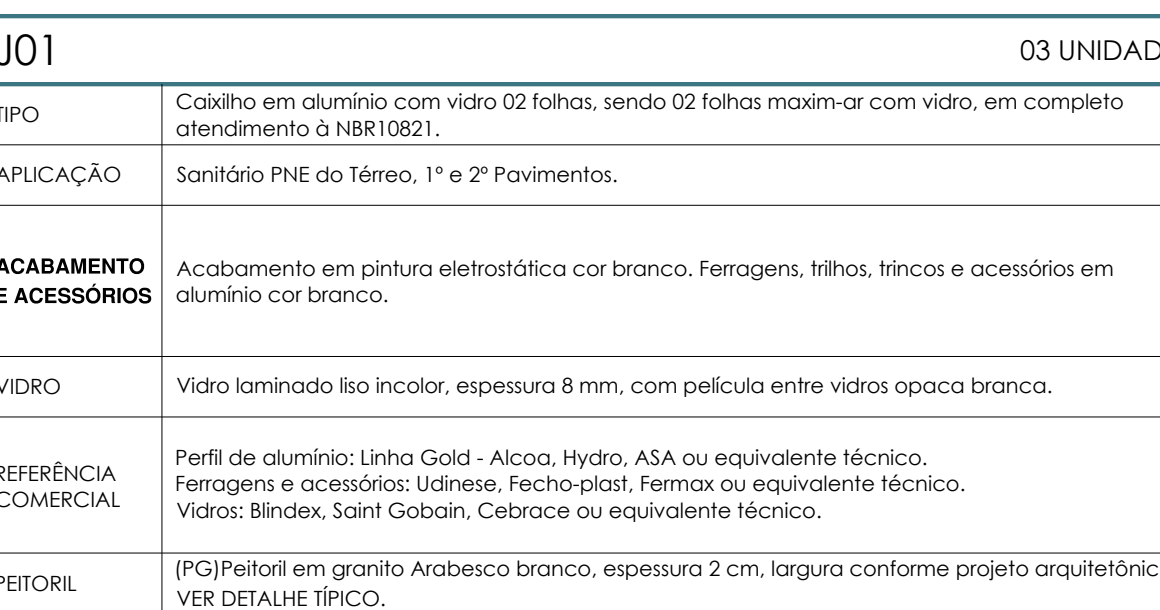 J01 03 UNIDAD
TIPO
Caixilho em alumínio com vidro 02 folhas, sendo 02 folhas maxim-ar com vidro, em completo
atendimento à NBR10821.
APLICAÇÃO
Sanitário PNE do Térreo, 1º e 2º Pavimentos.
ACABAMENTO
E ACESSÓRIOS
Acabamento em pintura eletrostática cor branco. Ferragens, trilhos, trincos e acessórios em
alumínio cor branco.
VIDRO
Vidro laminado liso incolor, espessura 8 mm, com película entre vidros opaca branca.
REFERÊNCIA
COMERCIAL
Perfil de alumínio: Linha Gold - Alcoa, Hydro, ASA ou equivalente técnico.
Ferragens e acessórios: Udinese, Fecho-plast, Fermax ou equivalente técnico.
Vidros: Blindex, Saint Gobain, Cebrace ou equivalente técnico.
PEITORIL
(PG)Peitoril em granito Arabesco branco, espessura 2 cm, largura conforme projeto arquitetônic
VER DETALHE TÍPICO.